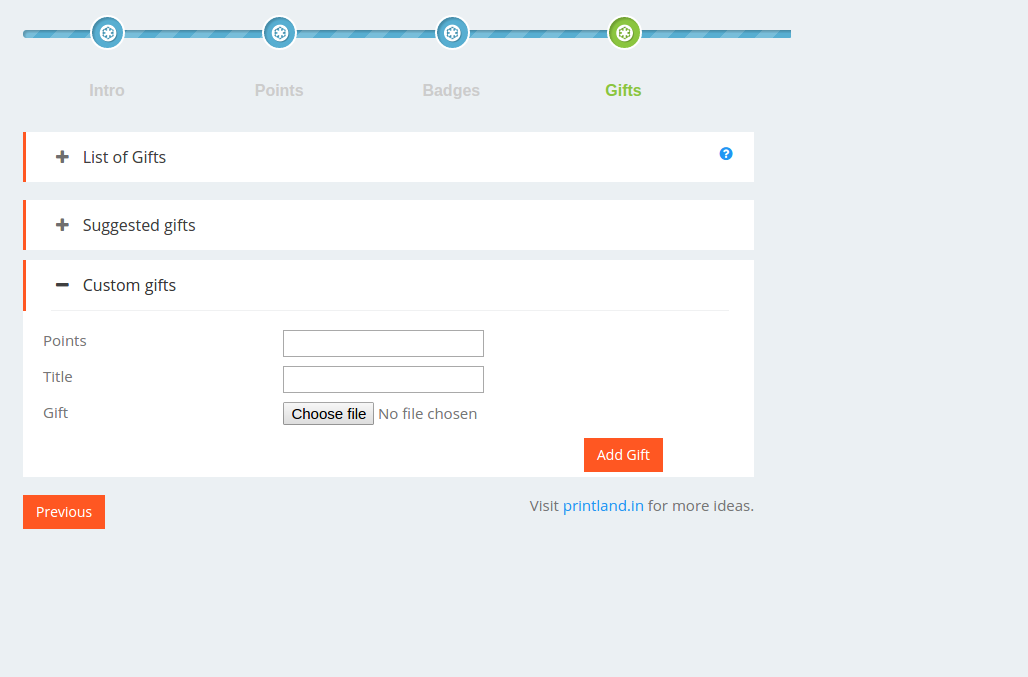 Intro Points Badges Gifts
List of Gifts
Suggested gifts
Custom gifts
Points
Title
Gift Choose file No file chosen
Add Gift
Previous Visit printland.in for more ideas.